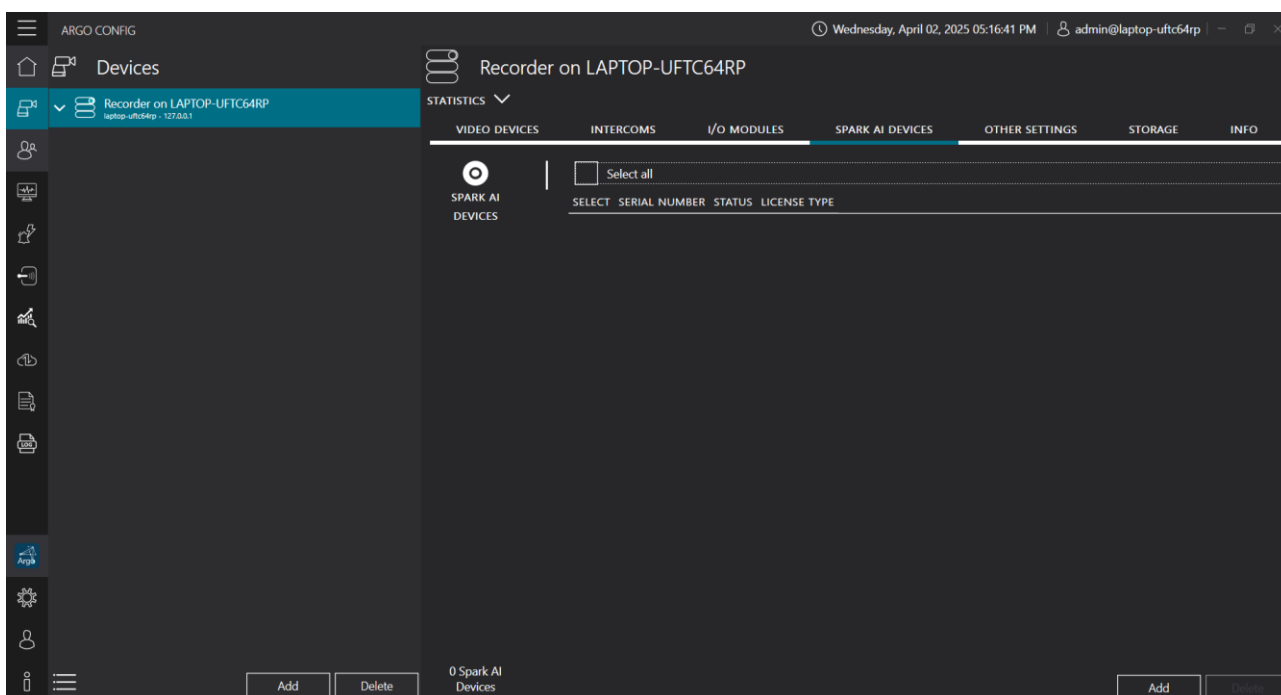 ARGO CONFIG
Wednesday, April 02, 2025 05:16:41 PM
admin@laptop-uftc64rp
Devices
Recorder on LAPTOP-UFTC64RP
laptop-uftc64rp - 127.0.0.1
Recorder on LAPTOP-UFTC64RP
STATISTICS
VIDEO DEVICES INTERCOMS I/O MODULES SPARK AI DEVICES OTHER SETTINGS STORAGE INFO
SPARK AI
DEVICES
Select all
SELECT SERIAL NUMBER STATUS LICENSE TYPE
LOG
Argo
0 Spark AI
Devices
Add Delete
Add Delete